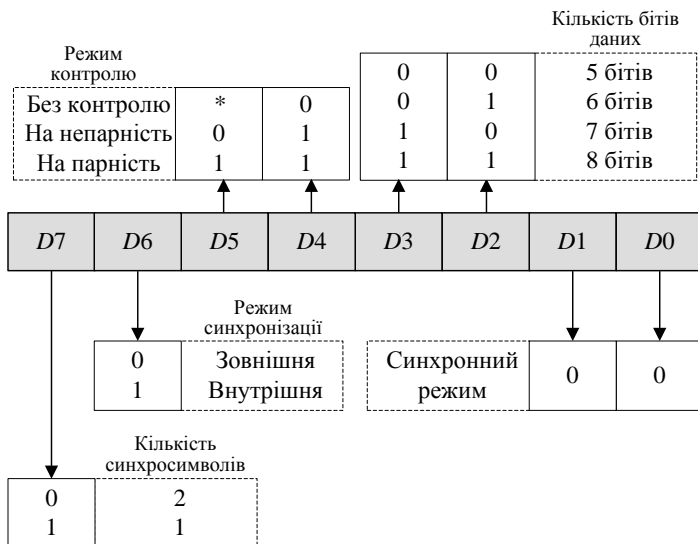 Кількість бітів
даних
Режим
контролю
Без контролю * 0
На непарність 0 1
На парність 1 1
0 0 5 бітів
0 1 6 бітів
1 0 7 бітів
1 1 8 бітів
D7 D6 D5 D4 D3 D2 D1 D0
Режим
синхронізації
0 Зовнішня
1 Внутрішня
Синхронний
режим
0 0
Кількість
синхросимволів
0 2
1 1